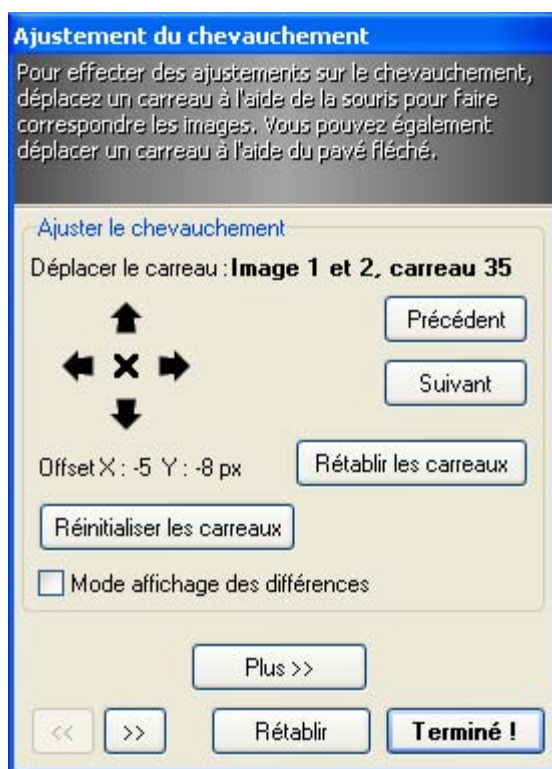 Ajustement du chevauchement
Pour effecter des ajustements sur le chevauchement,
déplacez un carreau à l'aide de la souris pour faire
correspondre les images. Vous pouvez également
déplacer un carreau à l'aide du pavé fléché.
Ajuster le chevauchement
Déplacer le carreau : Image 1 et 2, carreau 35
Précédent
Suivant
Offset X : -5 Y : -8 px
Rétablir les carreaux
Réinitialiser les carreaux
Mode affichage des différences
Plus >>
<< >> Rétablir Terminé !